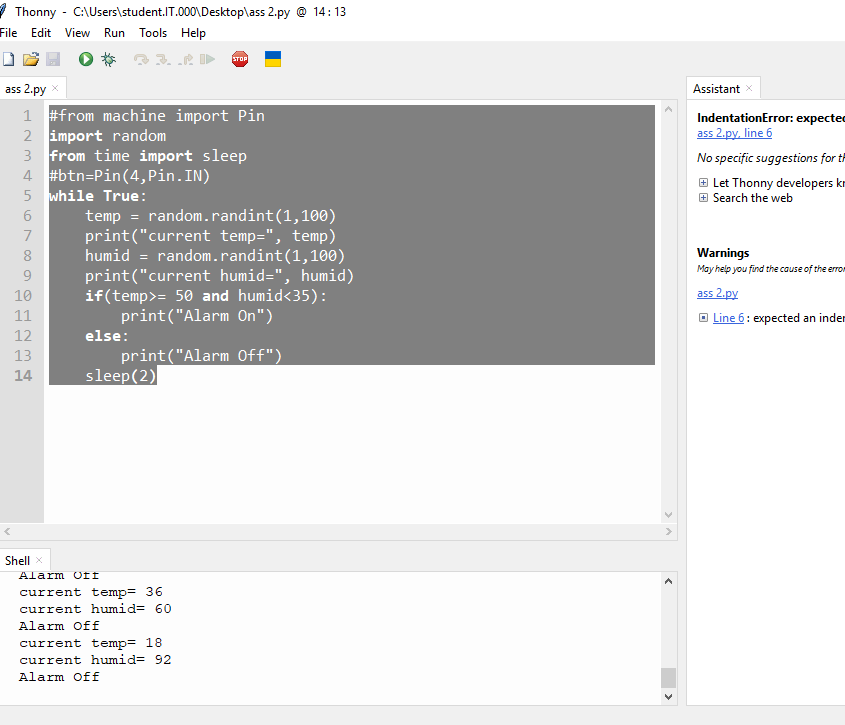 Thonny - C:\Users\student.IT.000\Desktop\ass 2.py @ 14 : 13
File Edit View Run Tools Help
STOP
ass 2.py
1 #from machine import Pin
2 import random
3 from time import sleep
4 #btn=Pin(4,Pin.IN)
5 while True:
6     temp = random.randint(1,100)
7     print("current temp=", temp)
8     humid = random.randint(1,100)
9     print("current humid=", humid)
10     if(temp>= 50 and humid<35):
11         print("Alarm On")
12     else:
13         print("Alarm Off")
14     sleep(2)
Shell
Alarm Off
current temp= 36
current humid= 60
Alarm Off
current temp= 18
current humid= 92
Alarm Off
Assistant
IndentationError: expected
ass 2.py, line 6
No specific suggestions for
Let Thonny developers
Search the web
Warnings
May help you find the cause of the error
ass 2.py
Line 6 : expected an